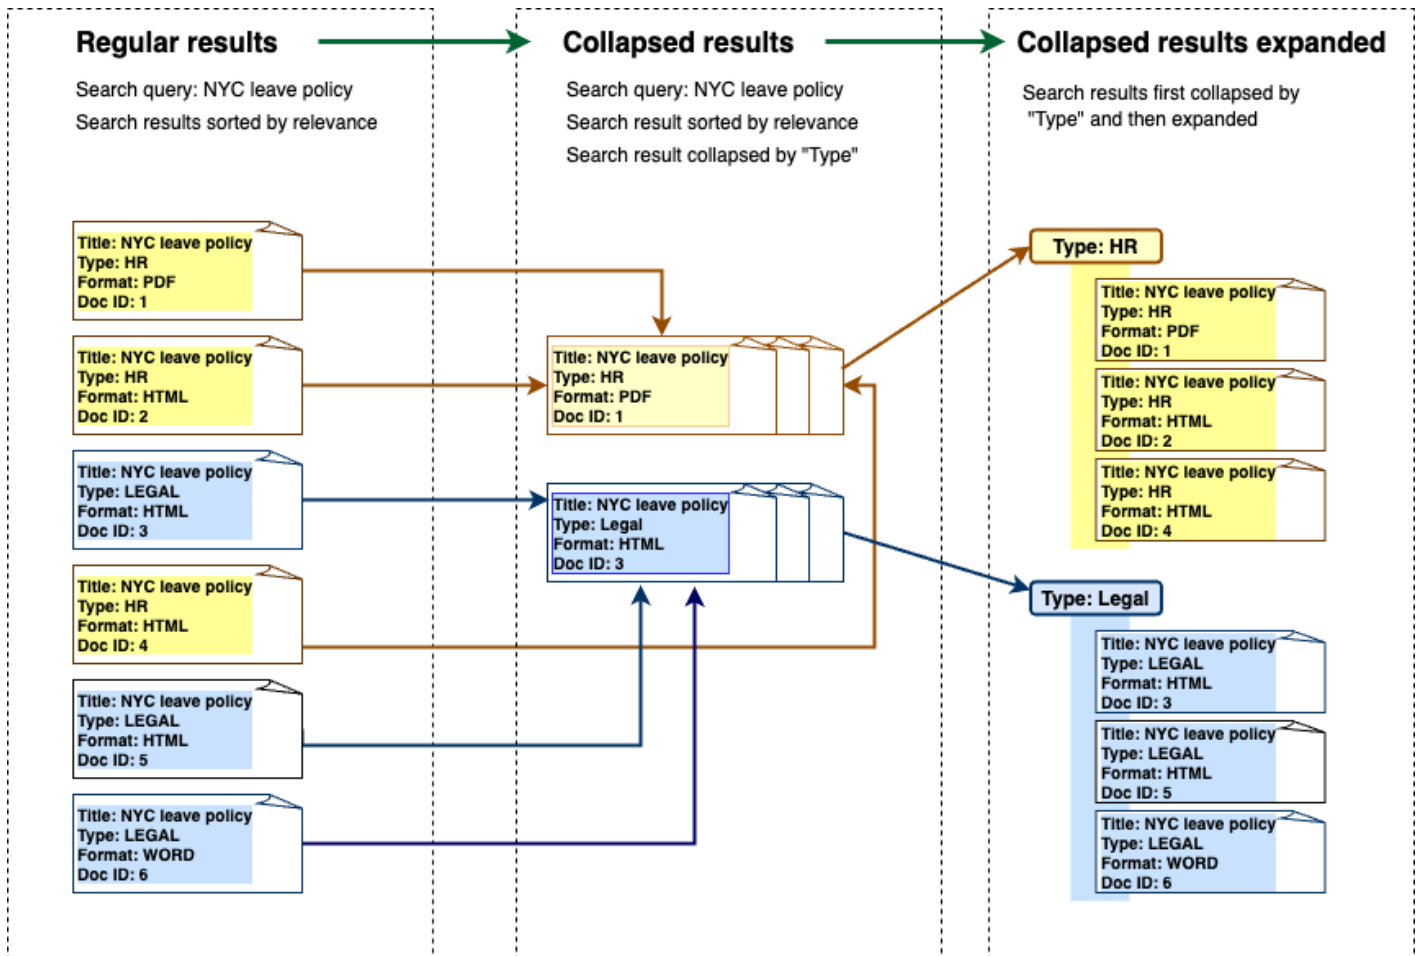 Regular results
Search query: NYC leave policy
Search results sorted by relevance
Title: NYC leave policy
Type: HR
Format: PDF
Doc ID: 1
Title: NYC leave policy
Type: HR
Format: HTML
Doc ID: 2
Title: NYC leave policy
Type: LEGAL
Format: HTML
Doc ID: 3
Title: NYC leave policy
Type: HR
Format: HTML
Doc ID: 4
Title: NYC leave policy
Type: LEGAL
Format: HTML
Doc ID: 5
Title: NYC leave policy
Type: LEGAL
Format: WORD
Doc ID: 6
Collapsed results
Search query: NYC leave policy
Search result sorted by relevance
Search result collapsed by "Type"
Title: NYC leave policy
Type: HR
Format: PDF
Doc ID: 1
Title: NYC leave policy
Type: Legal
Format: HTML
Doc ID: 3
Collapsed results expanded
Search results first collapsed by
"Type" and then expanded
Type: HR
Title: NYC leave policy
Type: HR
Format: PDF
Doc ID: 1
Title: NYC leave policy
Type: HR
Format: HTML
Doc ID: 2
Title: NYC leave policy
Type: HR
Format: HTML
Doc ID: 4
Type: Legal
Title: NYC leave policy
Type: LEGAL
Format: HTML
Doc ID: 3
Title: NYC leave policy
Type: LEGAL
Format: HTML
Doc ID: 5
Title: NYC leave policy
Type: LEGAL
Format: WORD
Doc ID: 6